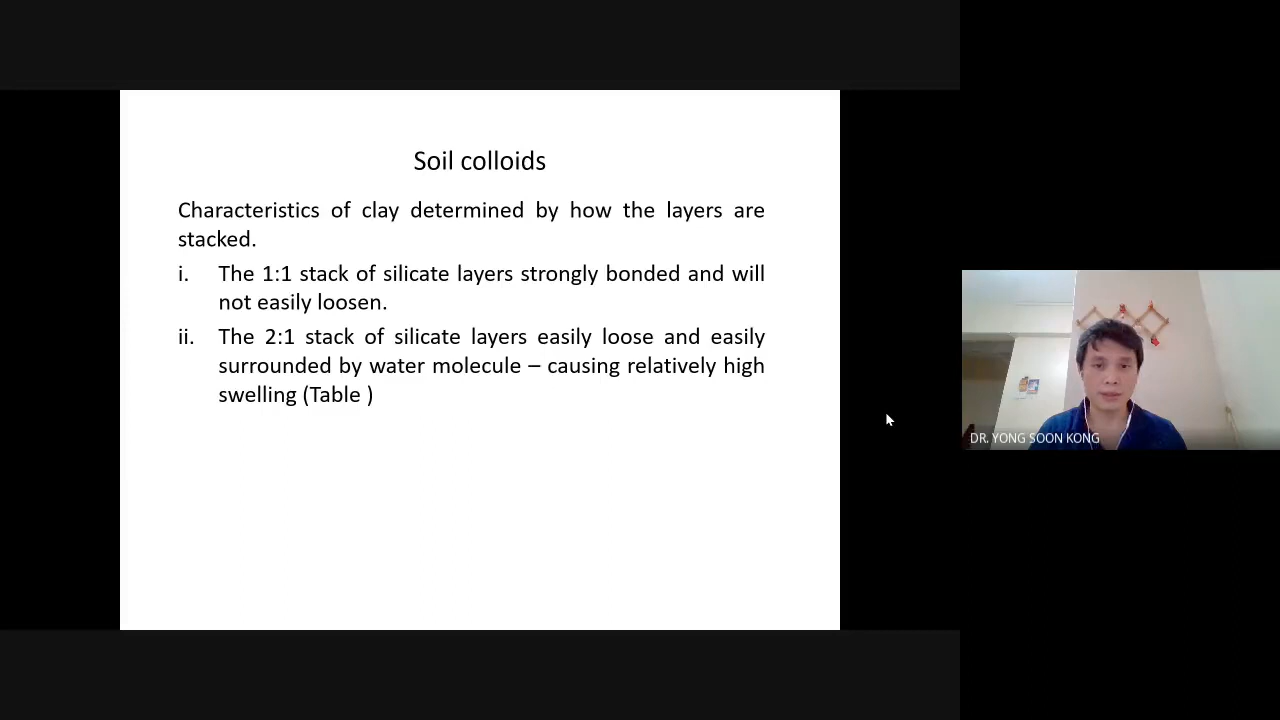 Soil colloids
Characteristics of clay determined by how the layers are
stacked.
i. The 1:1 stack of silicate layers strongly bonded and will
not easily loosen.
ii. The 2:1 stack of silicate layers easily loose and easily
surrounded by water molecule – causing relatively high
swelling (Table )
DR. YONG SOON KONG